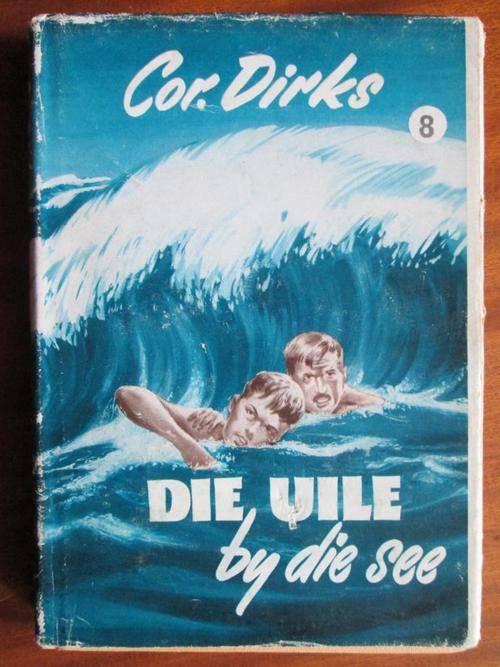 Cor. Dirks
8
DIE UILE
by die see